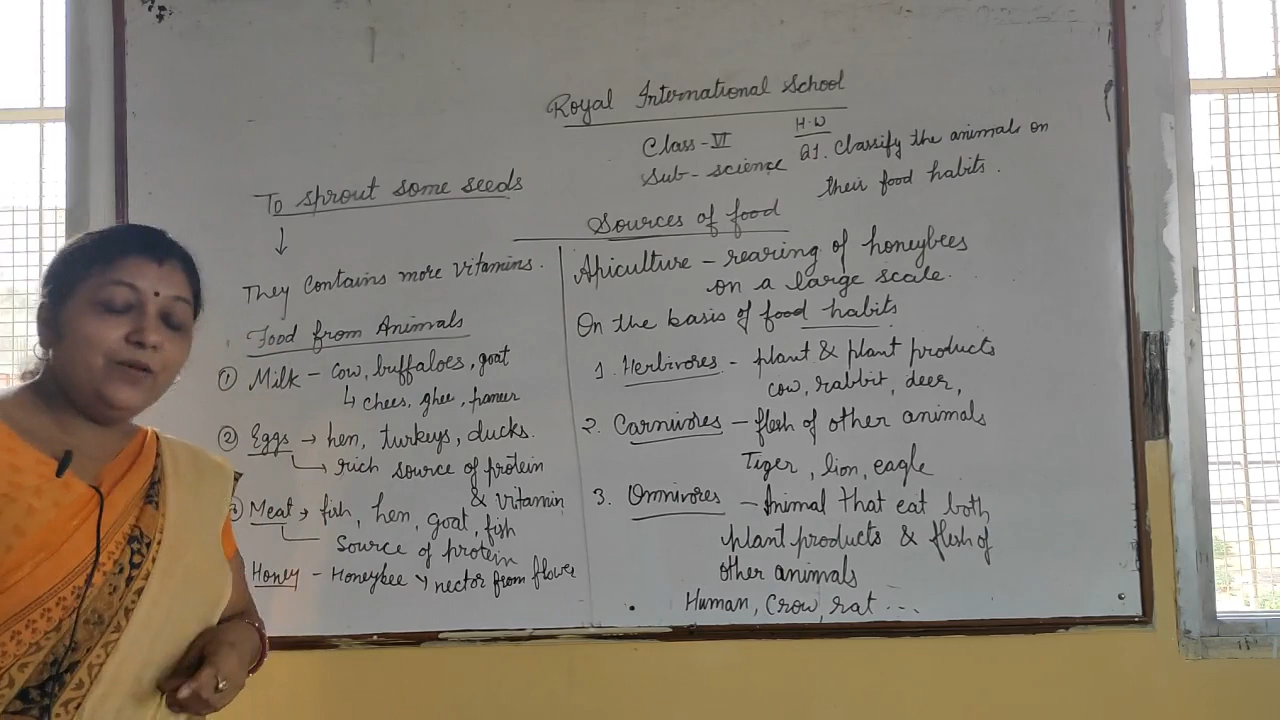 Royal International School
Class-VI
Sub- science
H.W
Q1. Classify the animals on
their food habits.
To sprout some seeds
↓
They contains more vitamins.
Food from Animals
① Milk – Cow, buffaloes, goat
↳ chees, ghee, paneer
② Eggs → hen, turkeys, ducks.
→ rich source of protein
& vitamin
③ Meat → fish, hen, goat, fish
Source of protein
Honey – Honeybee → nector from flower
Sources of food
Apiculture – rearing of honeybees
on a large scale.
On the basis of food habits
1. Herbivores – plant & plant products
cow, rabbit, deer,
2. Carnivores – flesh of other animals
Tiger, lion, eagle
3. Omnivores – Animal that eat both
plant products & flesh of
other animals
Human, Crow, rat ...